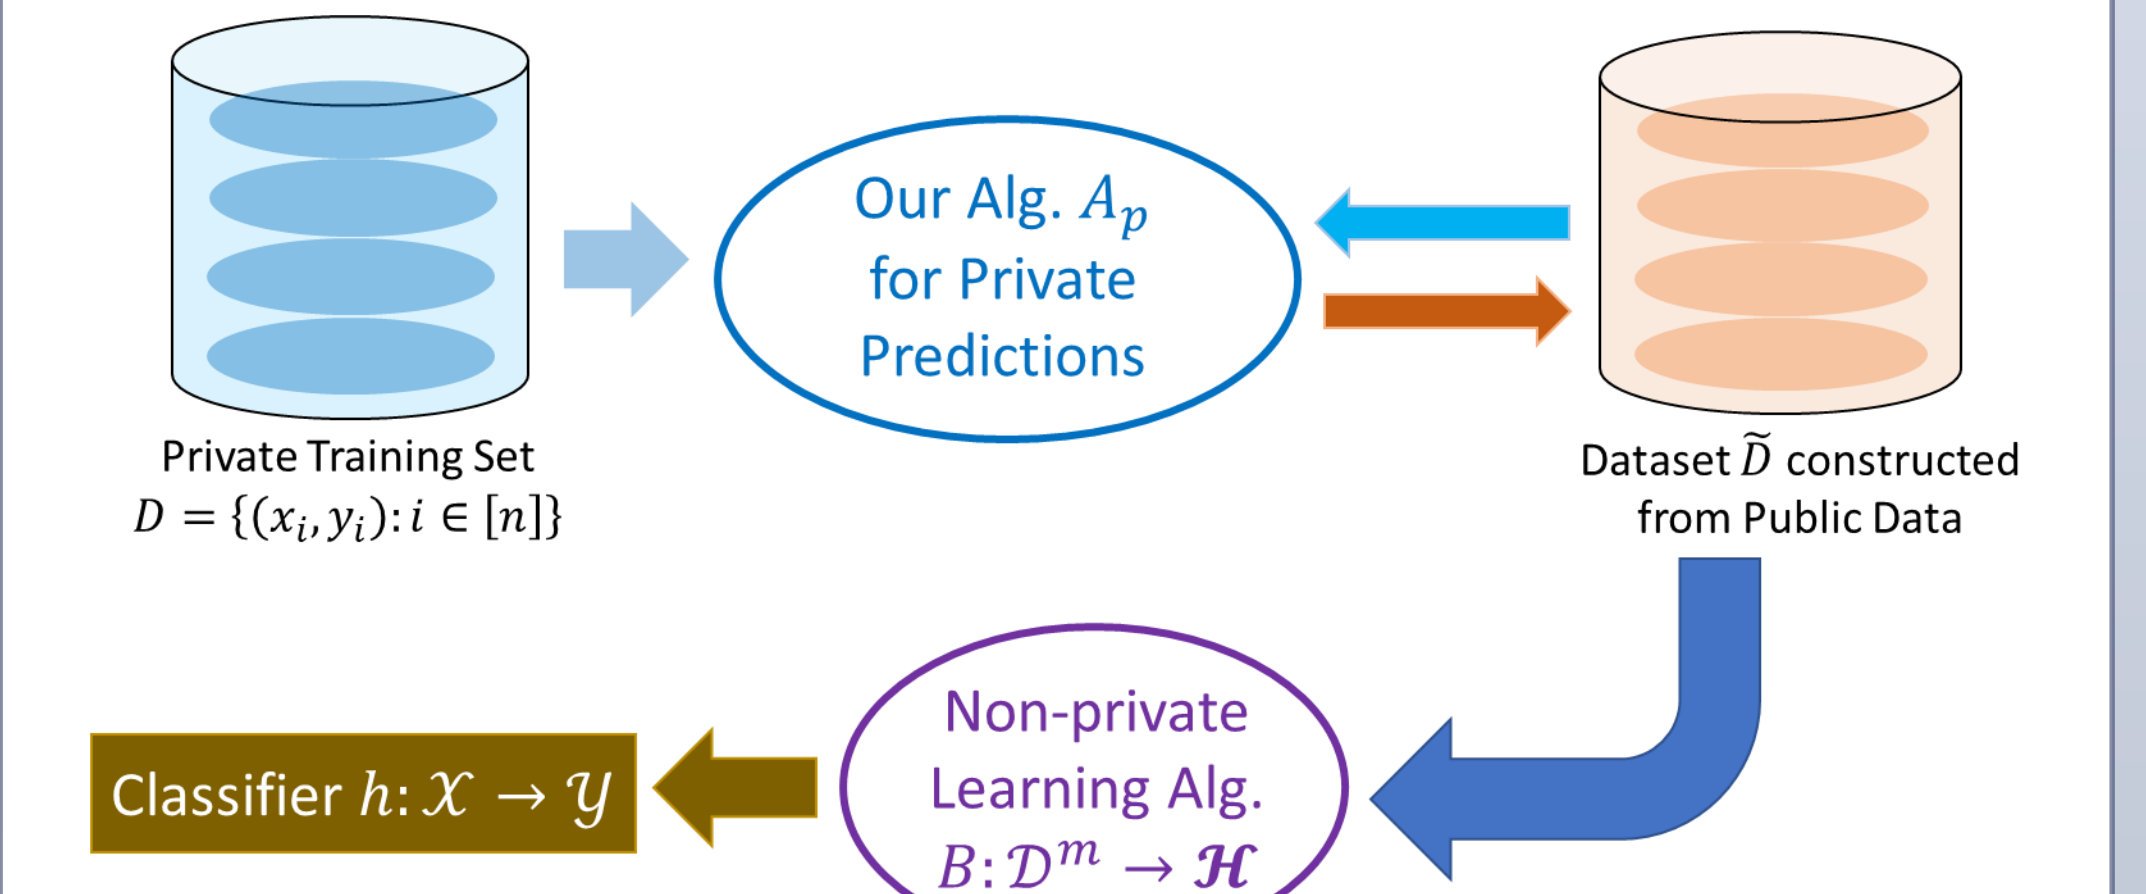 Our Alg. A_p
for Private
Predictions
Private Training Set
D = {(x_i, y_i): i ∈ [n]}
Dataset D̃ constructed
from Public Data
Non-private
Learning Alg.
B: 𝒟^m → ℋ
Classifier h: 𝒳 → 𝒴